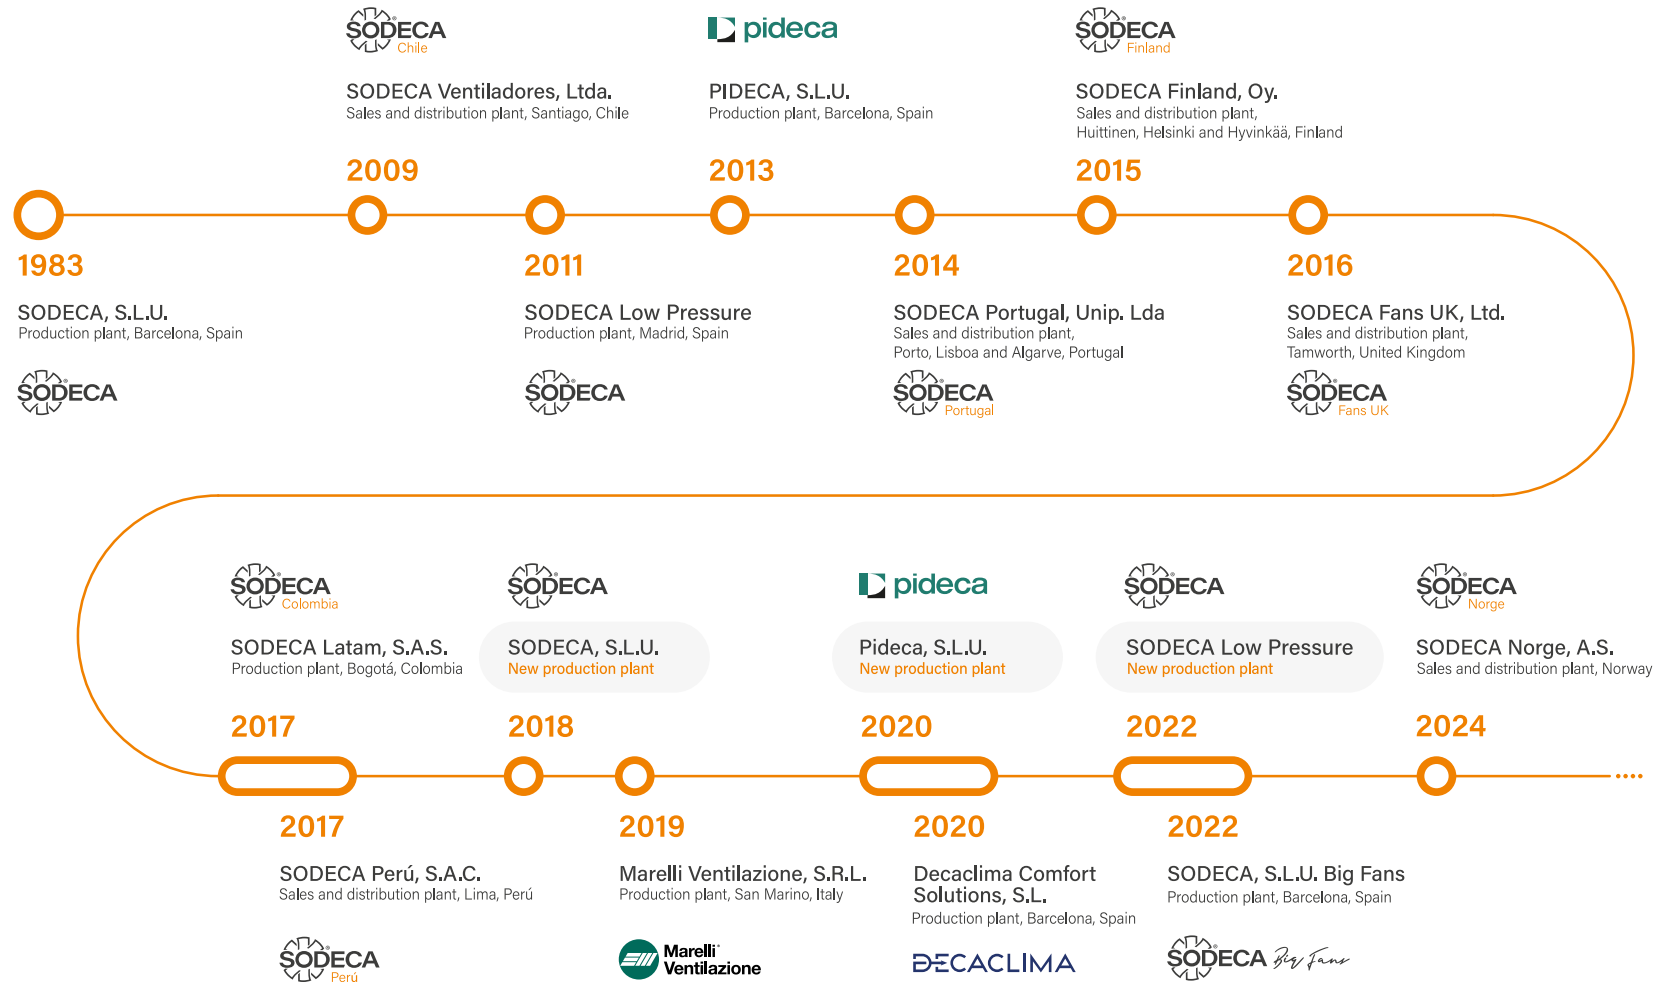 SODECA
Chile
SODECA Ventiladores, Ltda.
Sales and distribution plant, Santiago, Chile
2009
pideca
PIDECA, S.L.U.
Production plant, Barcelona, Spain
2013
SODECA
Finland
SODECA Finland, Oy.
Sales and distribution plant,
Huittinen, Helsinki and Hyvinkää, Finland
2015
1983
SODECA, S.L.U.
Production plant, Barcelona, Spain
SODECA
2011
SODECA Low Pressure
Production plant, Madrid, Spain
SODECA
2014
SODECA Portugal, Unip. Lda
Sales and distribution plant,
Porto, Lisboa and Algarve, Portugal
SODECA
Portugal
2016
SODECA Fans UK, Ltd.
Sales and distribution plant,
Tamworth, United Kingdom
SODECA
Fans UK
SODECA
Colombia
SODECA Latam, S.A.S.
Production plant, Bogotá, Colombia
2017
SODECA
SODECA, S.L.U.
New production plant
2018
pideca
Pideca, S.L.U.
New production plant
2020
SODECA
SODECA Low Pressure
New production plant
2022
SODECA
Norge
SODECA Norge, A.S.
Sales and distribution plant, Norway
2024
2017
SODECA Perú, S.A.C.
Sales and distribution plant, Lima, Perú
SODECA
Perú
2019
Marelli Ventilazione, S.R.L.
Production plant, San Marino, Italy
Marelli
Ventilazione
2020
Decaclima Comfort
Solutions, S.L.
Production plant, Barcelona, Spain
DECACLIMA
2022
SODECA, S.L.U. Big Fans
Production plant, Barcelona, Spain
SODECA Big Fans